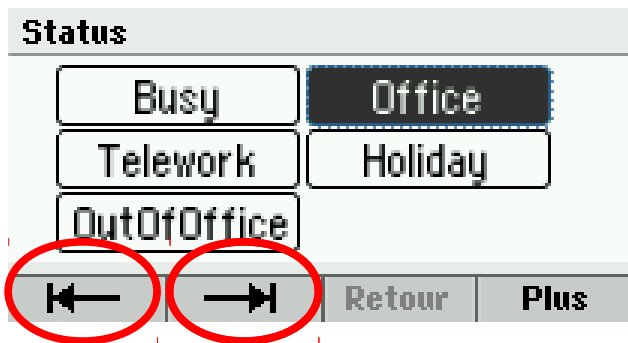 Status
Busy Office
Telework Holiday
OutOfOffice
Retour Plus